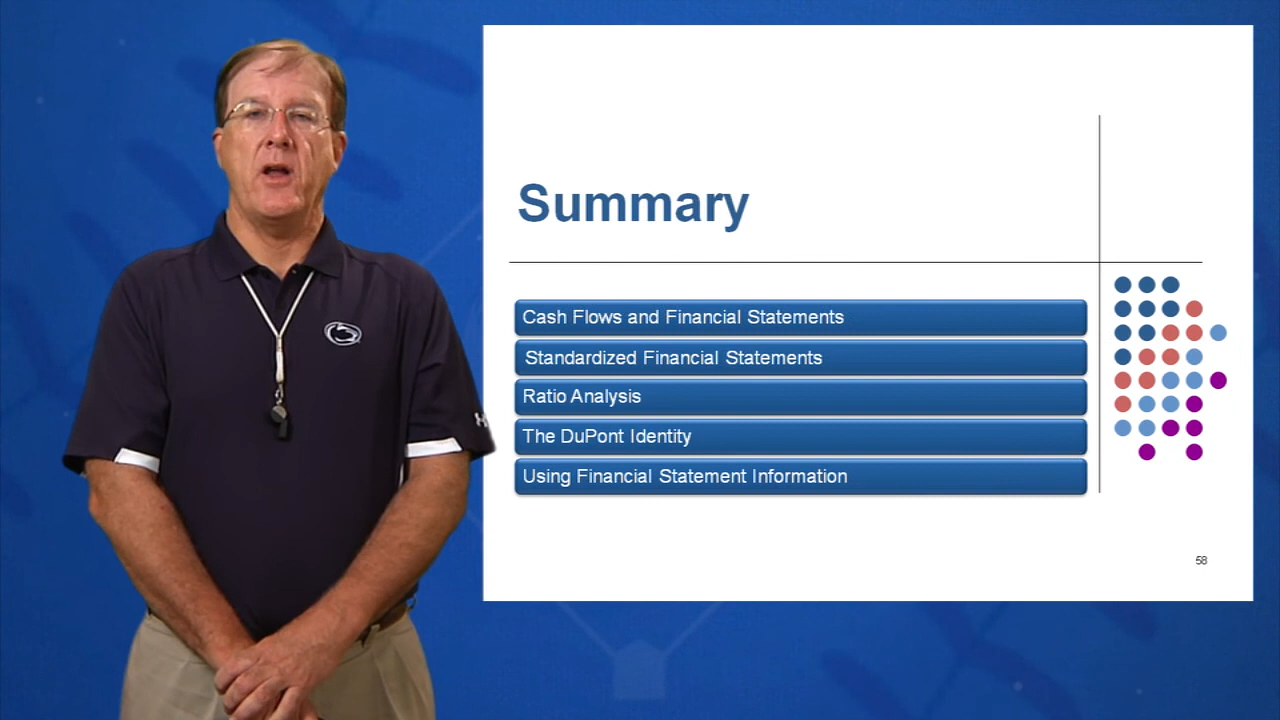 Summary
Cash Flows and Financial Statements
Standardized Financial Statements
Ratio Analysis
The DuPont Identity
Using Financial Statement Information
58